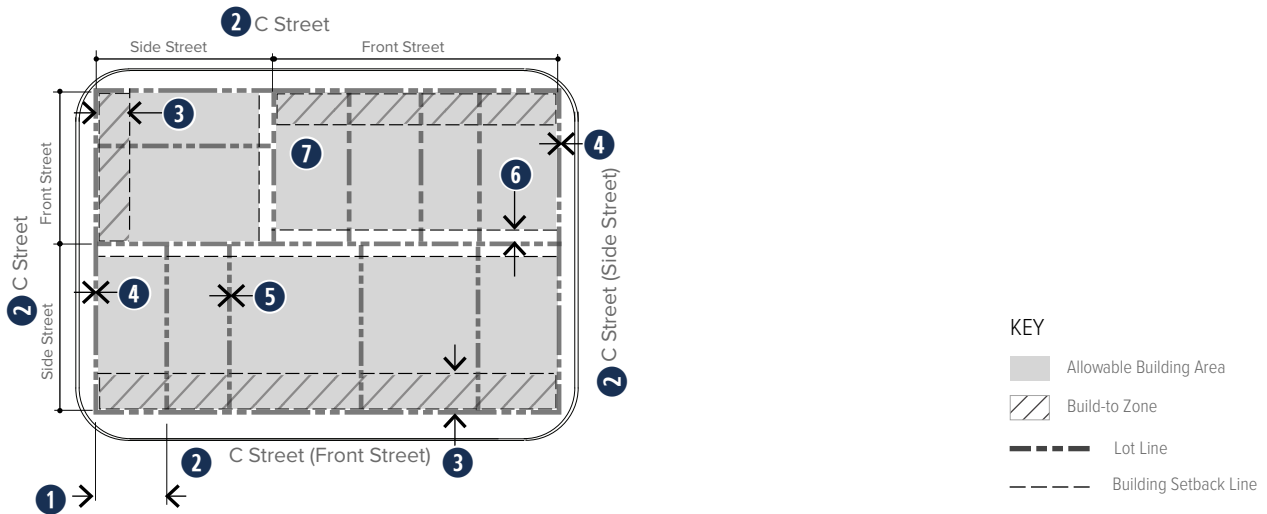 2 C Street
Side Street
Front Street
3
4
7
6
Front Street
2 C Street
Side Street
4
5
C Street (Side Street)
2
2
C Street (Front Street)
3
1
KEY
Allowable Building Area
Build-to Zone
Lot Line
Building Setback Line